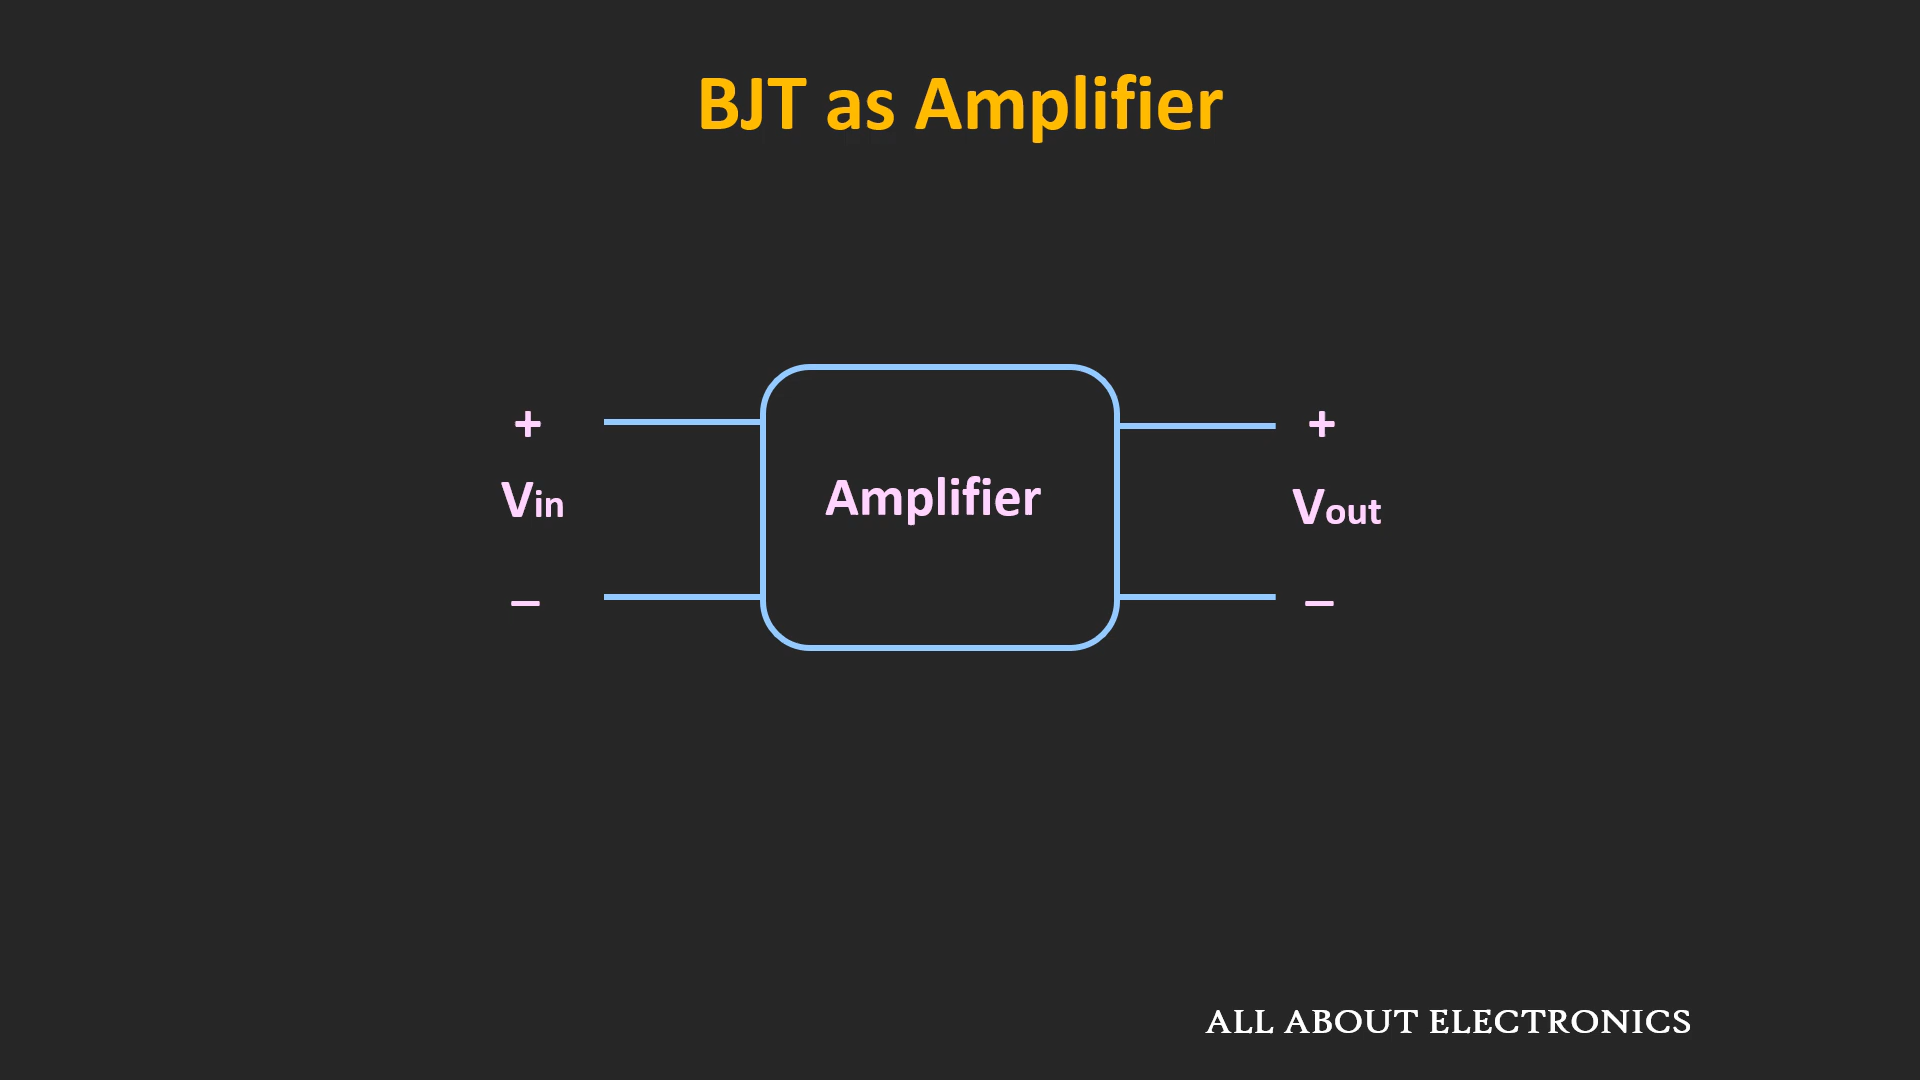 BJT as Amplifier
+ +
Vin Amplifier Vout
– –
ALL ABOUT ELECTRONICS